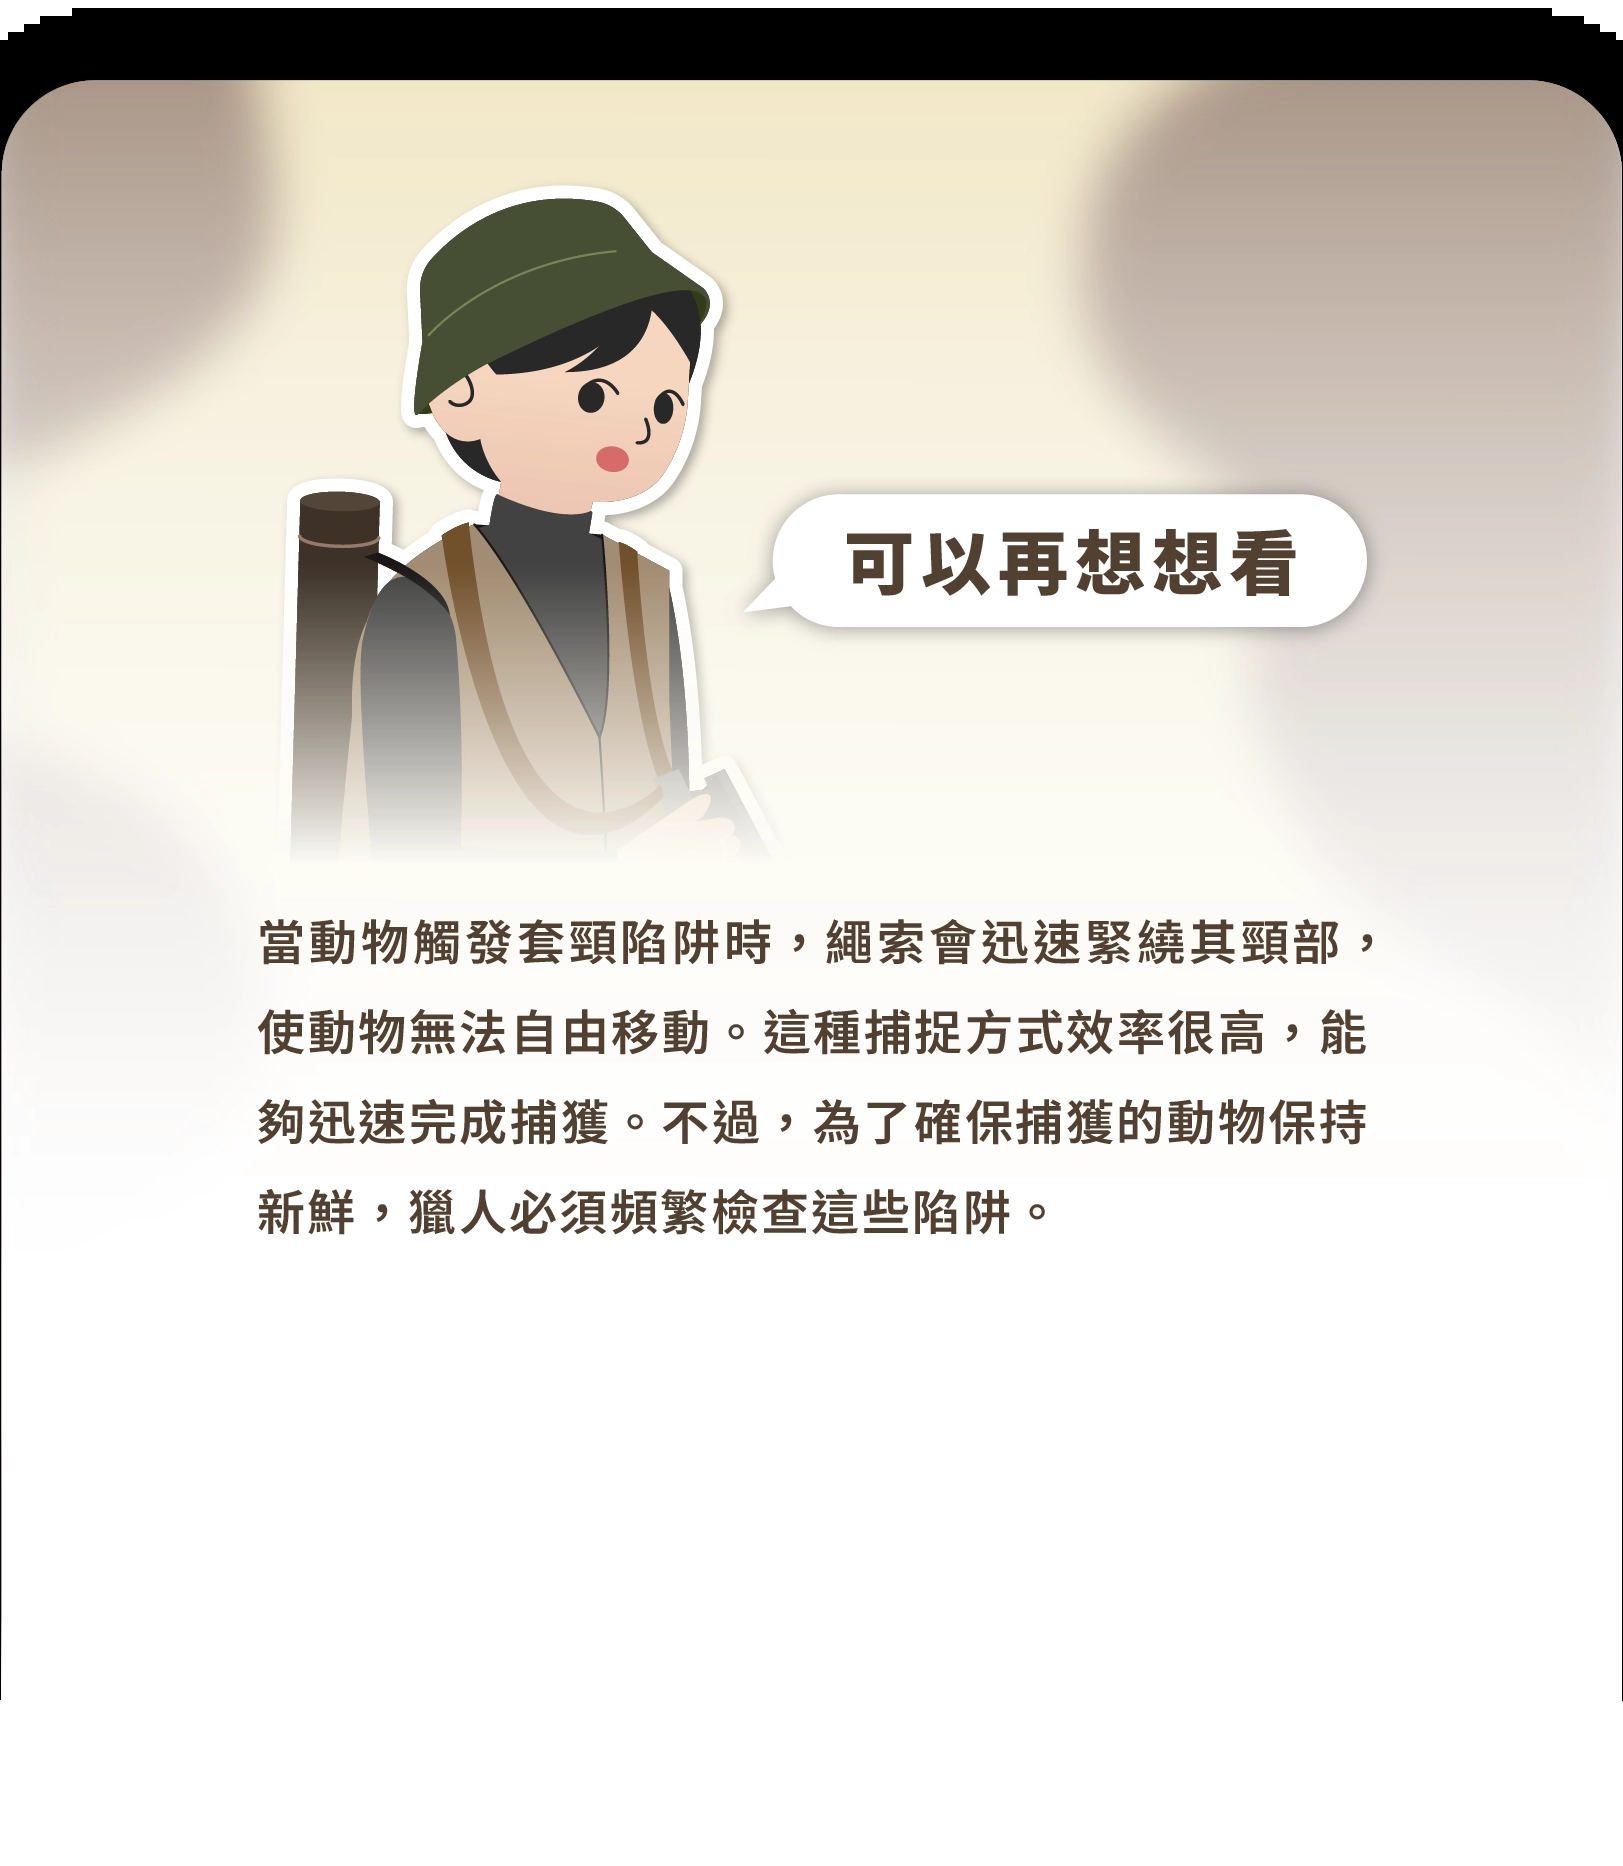 可以再想想看
當動物觸發套頸陷阱時，繩索會迅速緊繞其頸部，
使動物無法自由移動。這種捕捉方式效率很高，能
夠迅速完成捕獲。不過，為了確保捕獲的動物保持
新鮮，獵人必須頻繁檢查這些陷阱。